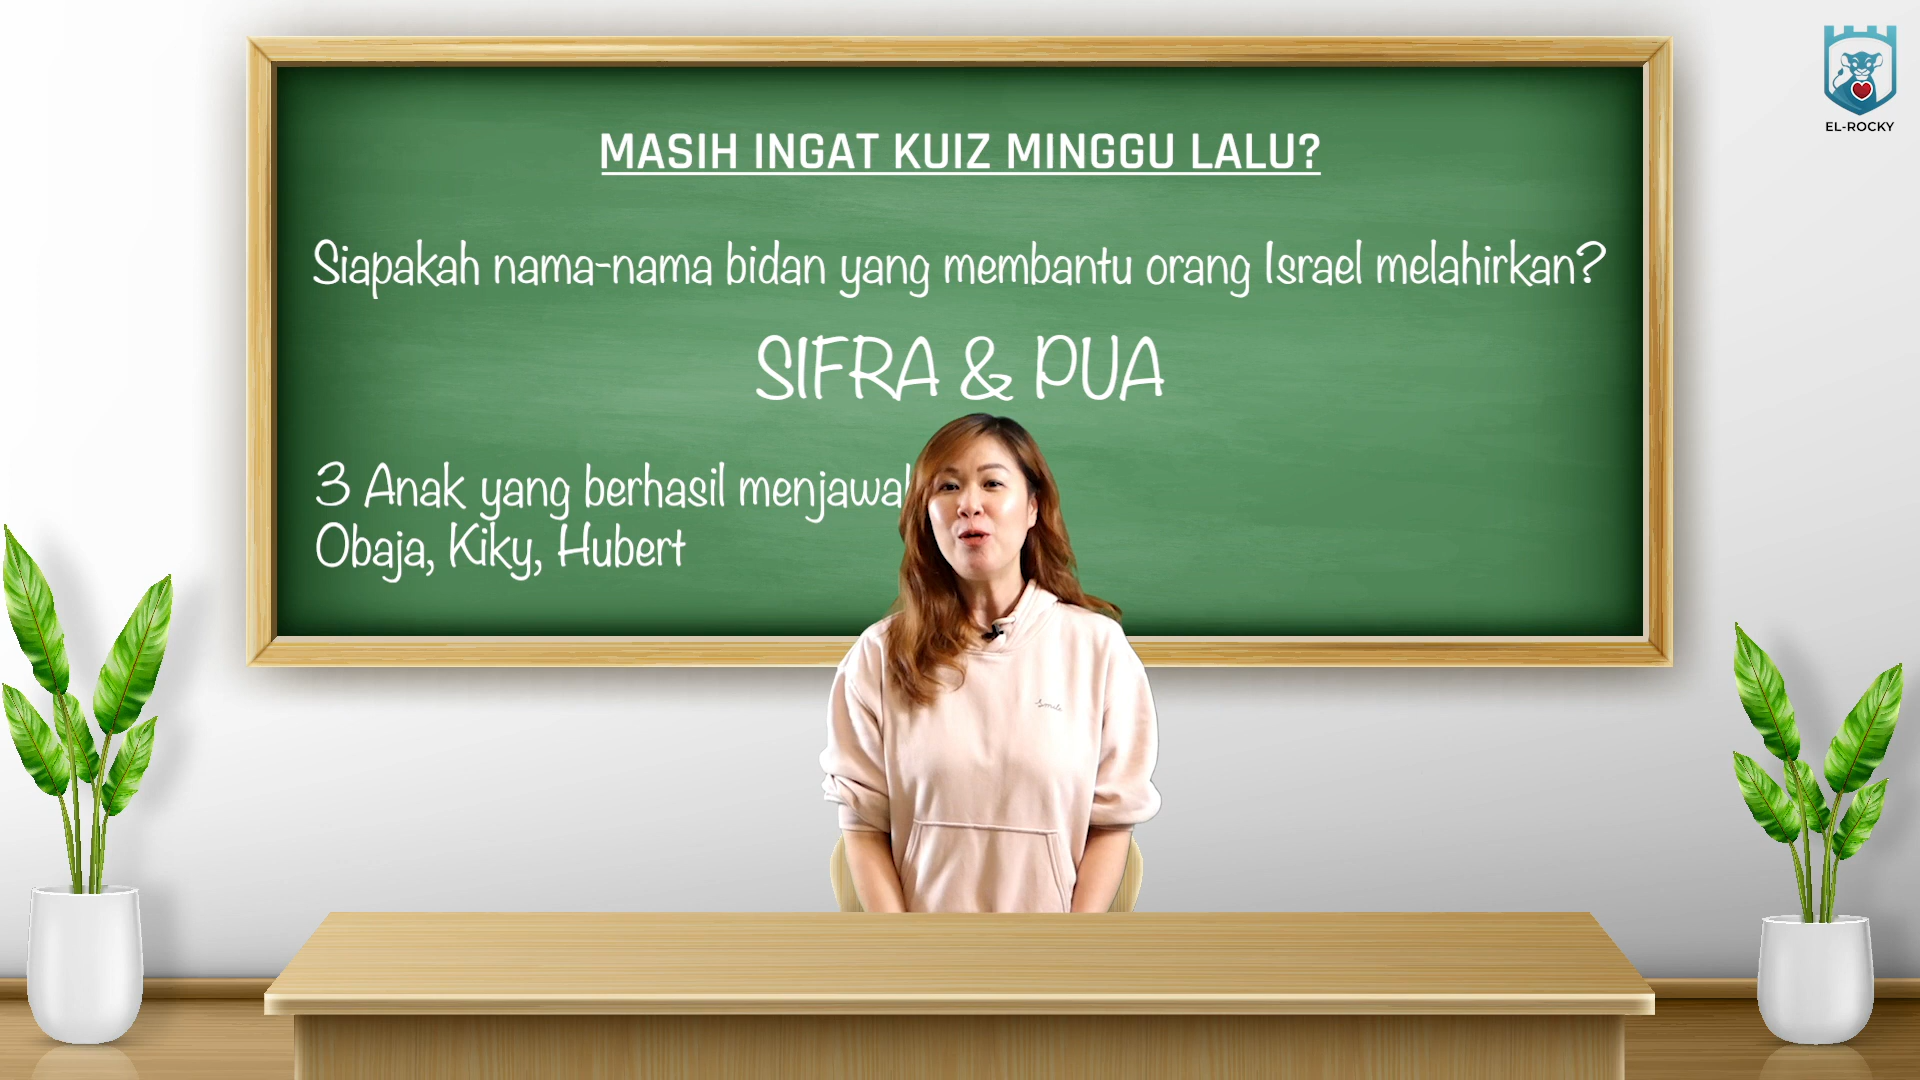 MASIH INGAT KUIZ MINGGU LALU?
Siapakah nama-nama bidan yang membantu orang Israel melahirkan?
SIFRA & PUA
3 Anak yang berhasil
Obaja, Kiky, Hubert
Smile
EL-ROCKY